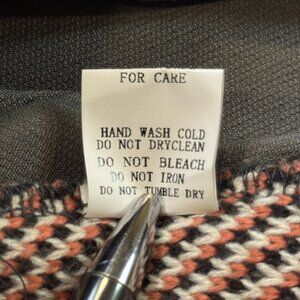 FOR CARE
HAND WASH COLD
DO NOT DRYCLEAN
DO NOT BLEACH
DO NOT IRON
DO NOT TUMBLE DRY